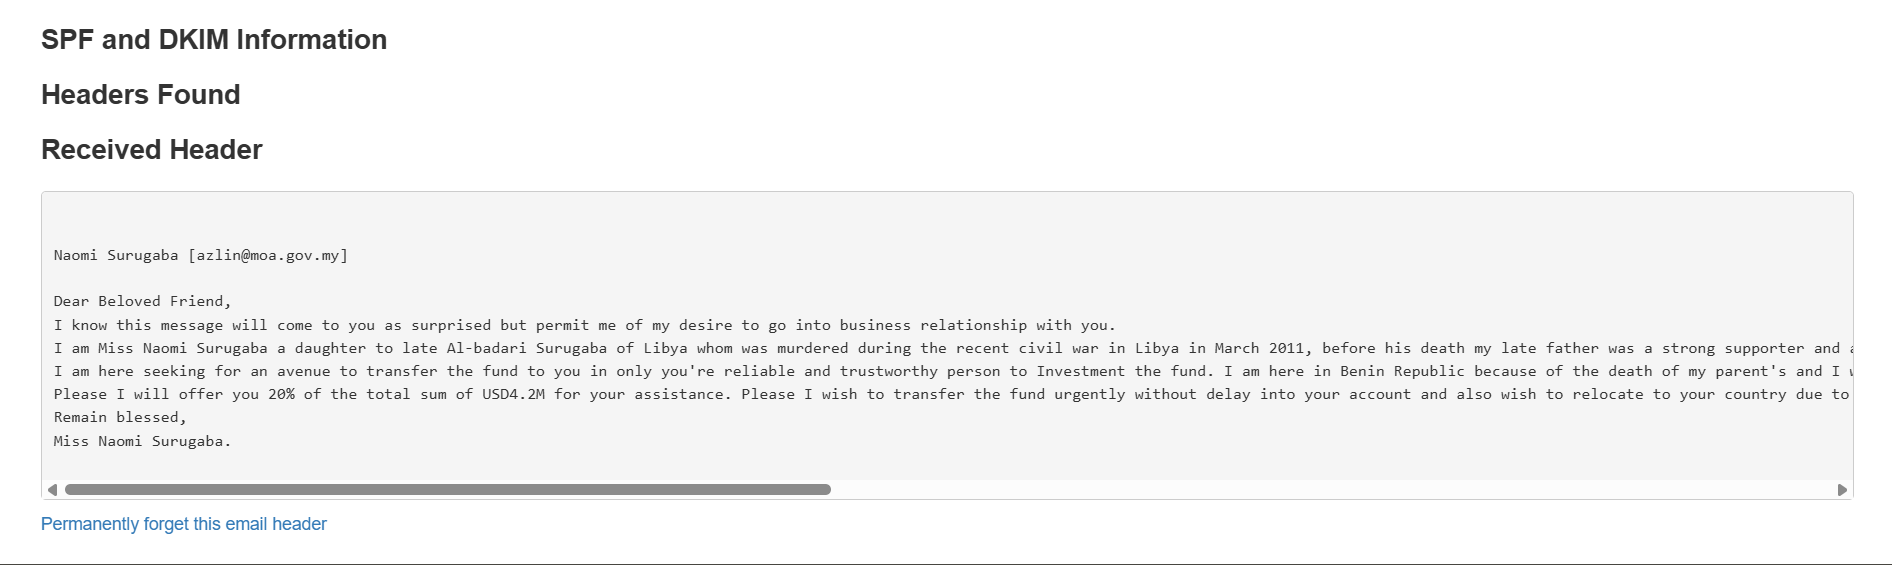 SPF and DKIM Information
Headers Found
Received Header
Naomi Surugaba [azlin@moa.gov.my]
Dear Beloved Friend,
I know this message will come to you as surprised but permit me of my desire to go into business relationship with you.
I am Miss Naomi Surugaba a daughter to late Al-badari Surugaba of Libya whom was murdered during the recent civil war in Libya in March 2011, before his death my late father was a strong supporter and
I am here seeking for an avenue to transfer the fund to you in only you're reliable and trustworthy person to Investment the fund. I am here in Benin Republic because of the death of my parent's and I
Please I will offer you 20% of the total sum of USD4.2M for your assistance. Please I wish to transfer the fund urgently without delay into your account and also wish to relocate to your country due to
Remain blessed,
Miss Naomi Surugaba.
Permanently forget this email header